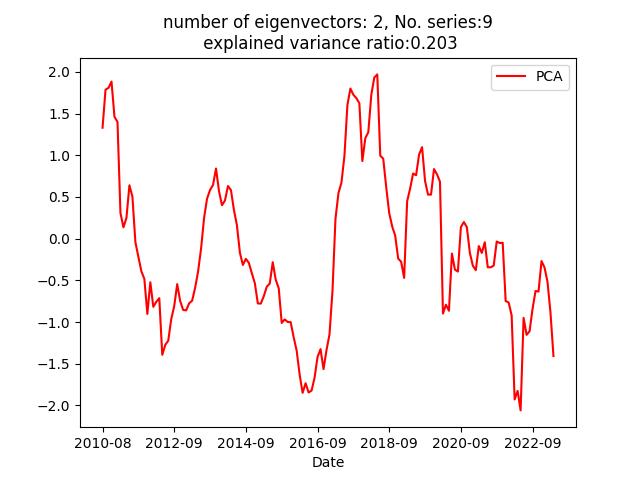 number of eigenvectors: 2, No. series:9
explained variance ratio:0.203
PCA
2.0
1.5
1.0
0.5
0.0
−0.5
−1.0
−1.5
−2.0
2010-08 2012-09 2014-09 2016-09 2018-09 2020-09 2022-09
Date